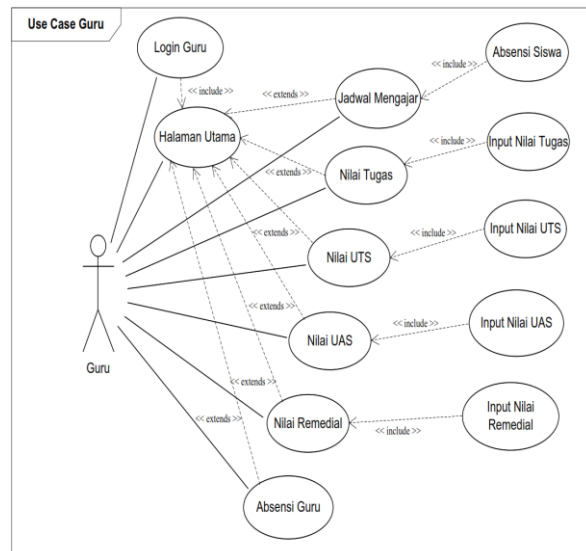 Use Case Guru
Login Guru
Absensi Siswa
<< include >>
<< include >>
<< extends >>
Jadwal Mengajar
Halaman Utama
<< include >>
Input Nilai Tugas
<< extends >>
Nilai Tugas
<< include >>
Input Nilai UTS
<< extends >>
Nilai UTS
<< extends >>
<< include >>
Input Nilai UAS
Nilai UAS
Guru
<< extends >>
Nilai Remedial
<< include >>
Input Nilai
Remedial
<< extends >>
Absensi Guru